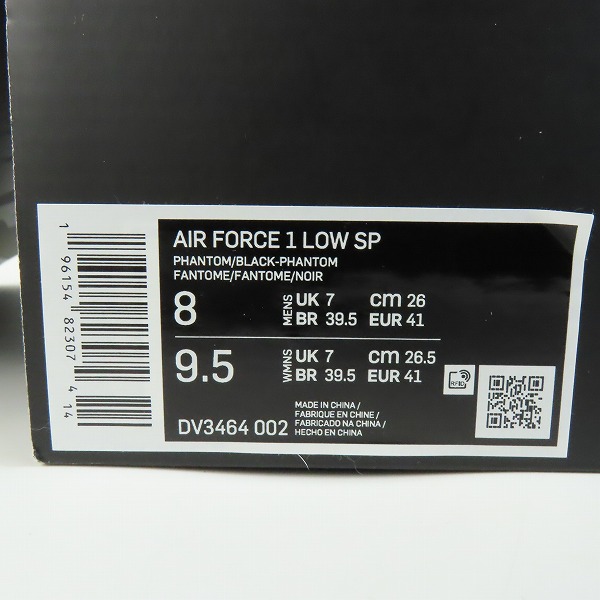 AIR FORCE 1 LOW SP
PHANTOM/BLACK-PHANTOM
FANTOME/FANTOME/NOIR
8 MENS UK 7 cm 26
BR 39.5 EUR 41
9.5 WMNS UK 7 cm 26.5
BR 39.5 EUR 41
RFID
DV3464 002
MADE IN CHINA /
FABRIQUE EN CHINE /
FABRICADO NA CHINA /
HECHO EN CHINA
1 96154 82307 4 14